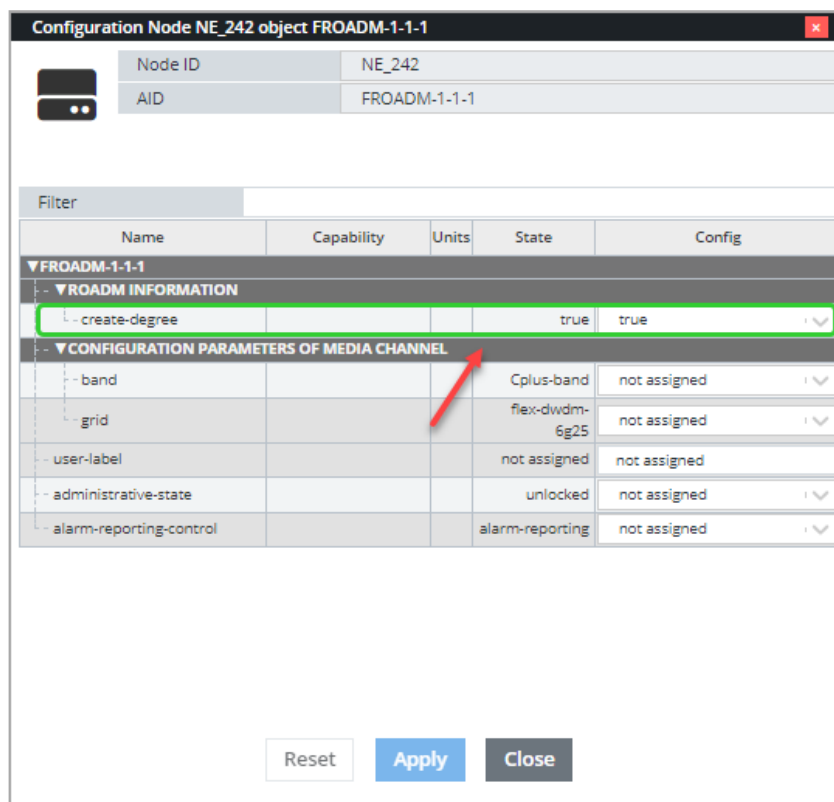 Configuration Node NE_242 object FROADM-1-1-1
Node ID NE_242
AID FROADM-1-1-1
Filter
Name Capability Units State Config
▼FROADM-1-1-1
▼ROADM INFORMATION
create-degree true true
▼CONFIGURATION PARAMETERS OF MEDIA CHANNEL
band Cplus-band not assigned
grid flex-dwdm-6g25 not assigned
user-label not assigned not assigned
administrative-state unlocked not assigned
alarm-reporting-control alarm-reporting not assigned
Reset Apply Close